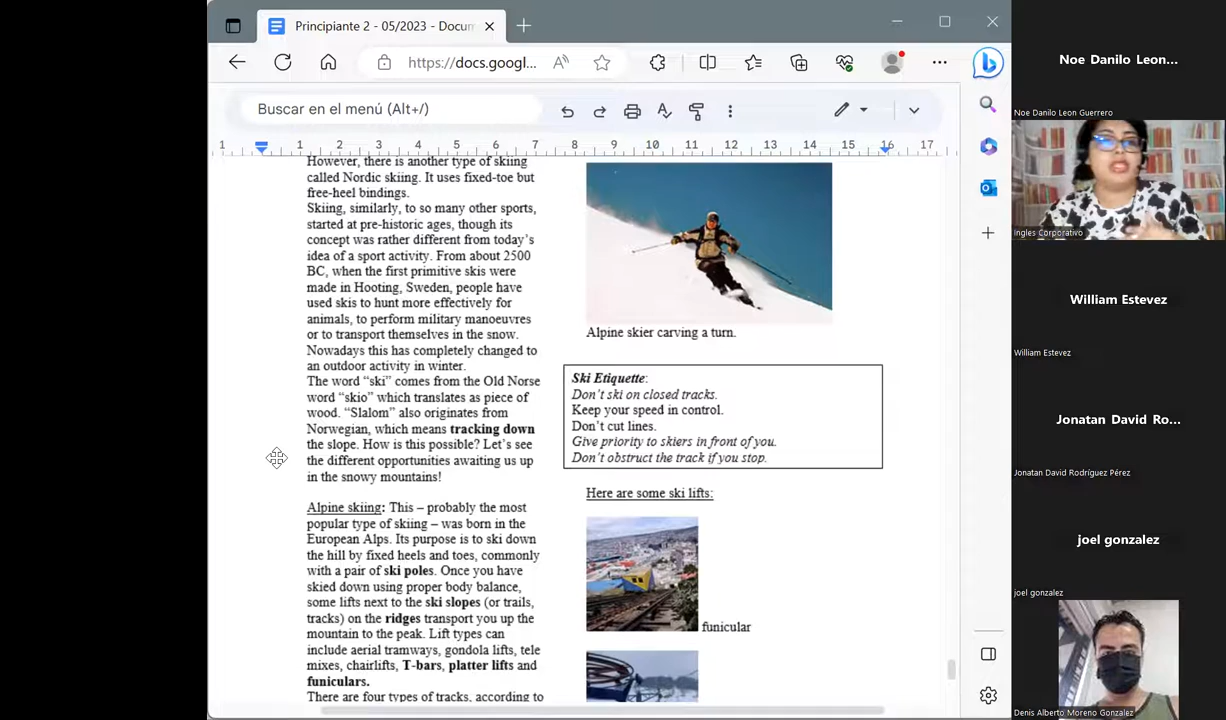 Principiante 2 - 05/2023 - Docum
https://docs.googl...
Buscar en el menú (Alt+/)
1 1 2 3 4 5 6 7 8 9 10 11 12 13 14 15 16 17
However, there is another type of skiing
called Nordic skiing. It uses fixed-toe but
free-heel bindings.
Skiing, similarly, to so many other sports,
started at pre-historic ages, though its
concept was rather different from today's
idea of a sport activity. From about 2500
BC, when the first primitive skis were
made in Hooting, Sweden, people have
used skis to hunt more effectively for
animals, to perform military manoeuvres
or to transport themselves in the snow.
Nowadays this has completely changed to
an outdoor activity in winter.
The word “ski” comes from the Old Norse
word “skio” which translates as piece of
wood. “Slalom” also originates from
Norwegian, which means tracking down
the slope. How is this possible? Let's see
the different opportunities awaiting us up
in the snowy mountains!
Alpine skiing: This – probably the most
popular type of skiing – was born in the
European Alps. Its purpose is to ski down
the hill by fixed heels and toes, commonly
with a pair of ski poles. Once you have
skied down using proper body balance,
some lifts next to the ski slopes (or trails,
tracks) on the ridges transport you up the
mountain to the peak. Lift types can
include aerial tramways, gondola lifts, tele
mixes, chairlifts, T-bars, platter lifts and
funiculars.
There are four types of tracks, according to
Alpine skier carving a turn.
Ski Etiquette:
Don't ski on closed tracks.
Keep your speed in control.
Don't cut lines.
Give priority to skiers in front of you.
Don't obstruct the track if you stop.
Here are some ski lifts:
funicular
Noe Danilo Leon...
Noe Danilo Leon Guerrero
Ingles Corporativo
William Estevez
William Estevez
Jonatan David Ro...
Jonatan David Rodríguez Pérez
joel gonzalez
joel gonzalez
Denis Alberto Moreno Gonzalez